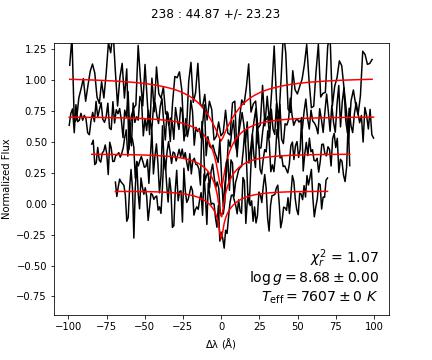 238 : 44.87 +/- 23.23
1.25
1.00
0.75
0.50
0.25
0.00
−0.25
−0.50
−0.75
Normalized Flux
χ²ᵣ = 1.07
log g = 8.68 ± 0.00
T_eff = 7607 ± 0 K
−100 −75 −50 −25 0 25 50 75 100
Δλ (Å)